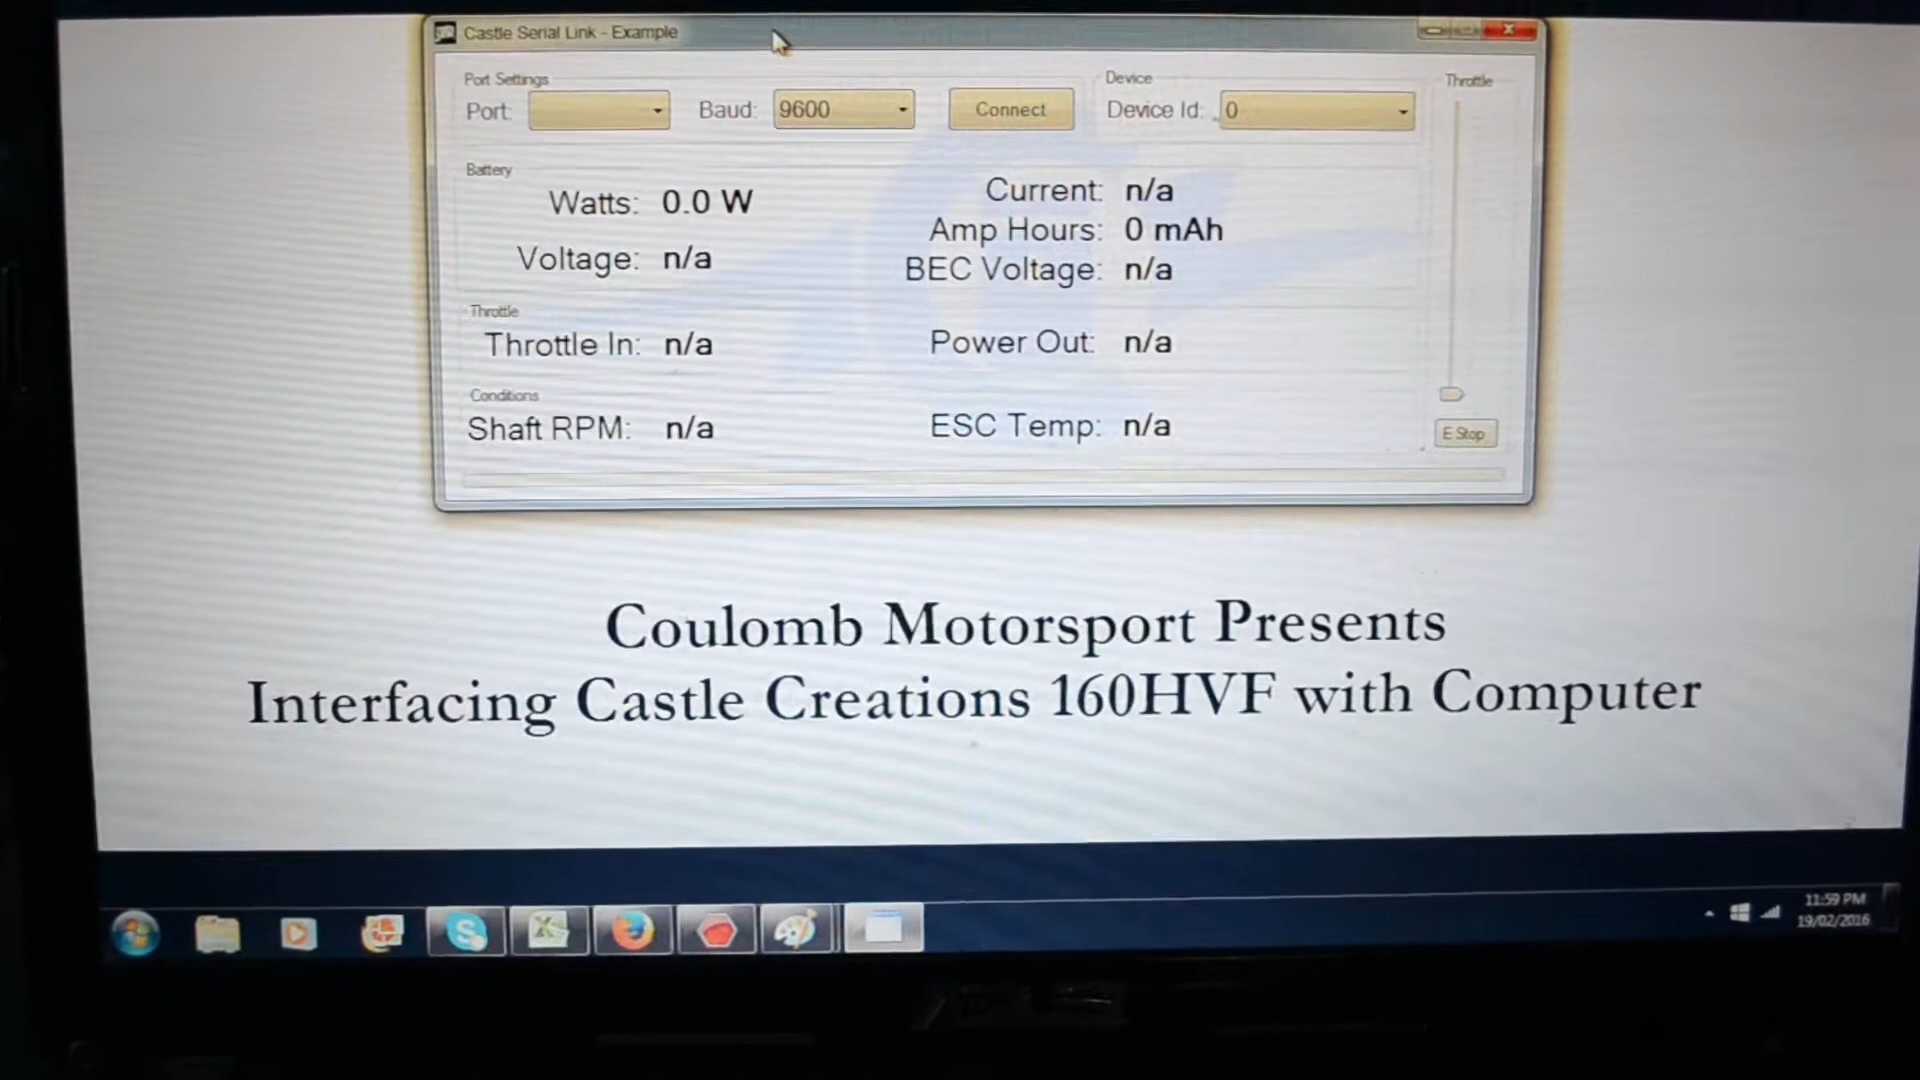 Castle Serial Link - Example
Port Settings
Device
Throttle
Port:
Baud: 9600
Connect
Device Id: 0
Battery
Watts: 0.0 W
Current: n/a
Amp Hours: 0 mAh
Voltage: n/a
BEC Voltage: n/a
Throttle
Throttle In: n/a
Power Out: n/a
Conditions
Shaft RPM: n/a
ESC Temp: n/a
E Stop
Coulomb Motorsport Presents
Interfacing Castle Creations 160HVF with Computer
11:59 PM
19/02/2016